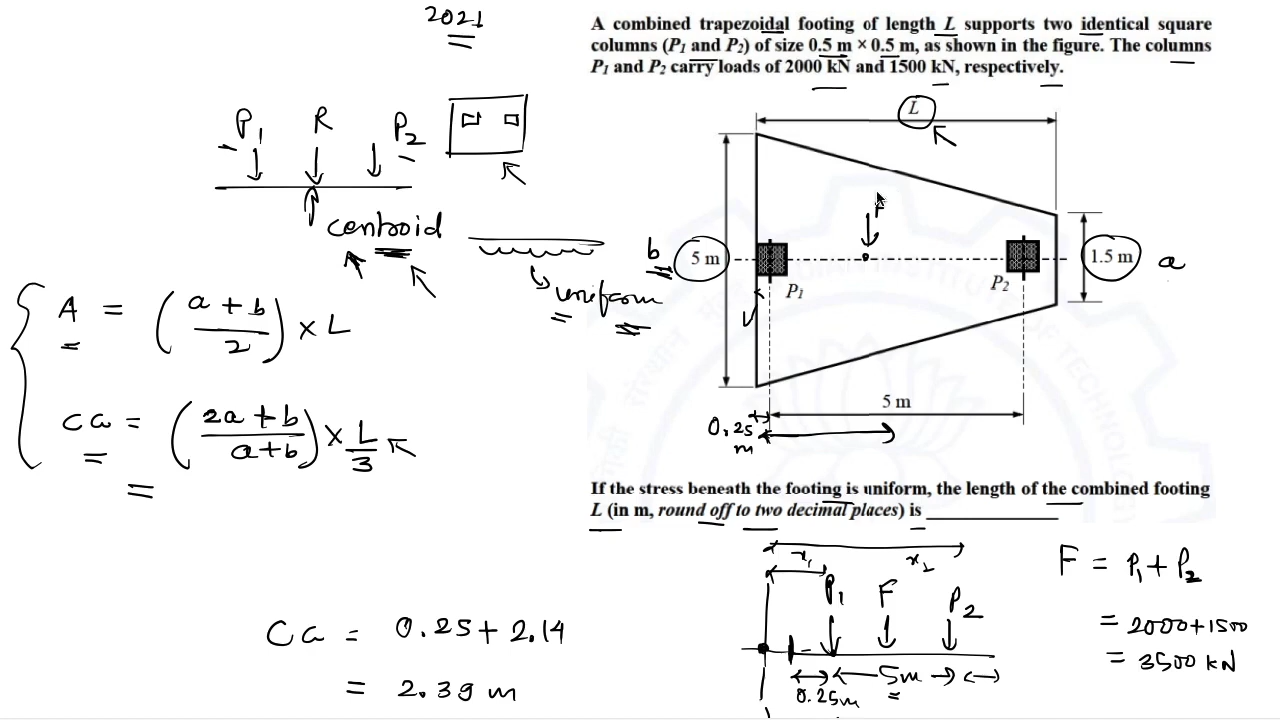 2021
A combined trapezoidal footing of length L supports two identical square
columns (P1 and P2) of size 0.5 m × 0.5 m, as shown in the figure. The columns
P1 and P2 carry loads of 2000 kN and 1500 kN, respectively.
L
P1 R P2
centroid
uniform
b 5 m
F
1.5 m a
P1
P2
5 m
0.25
m
A = (a + b / 2) × L
CG = (2a + b / a + b) × L/3
If the stress beneath the footing is uniform, the length of the combined footing
L (in m, round off to two decimal places) is
x1 x2
P1 F P2
5m
0.25m
F = P1 + P2
= 2000+1500
= 3500 kN
CG = 0.25 + 2.14
= 2.39 m